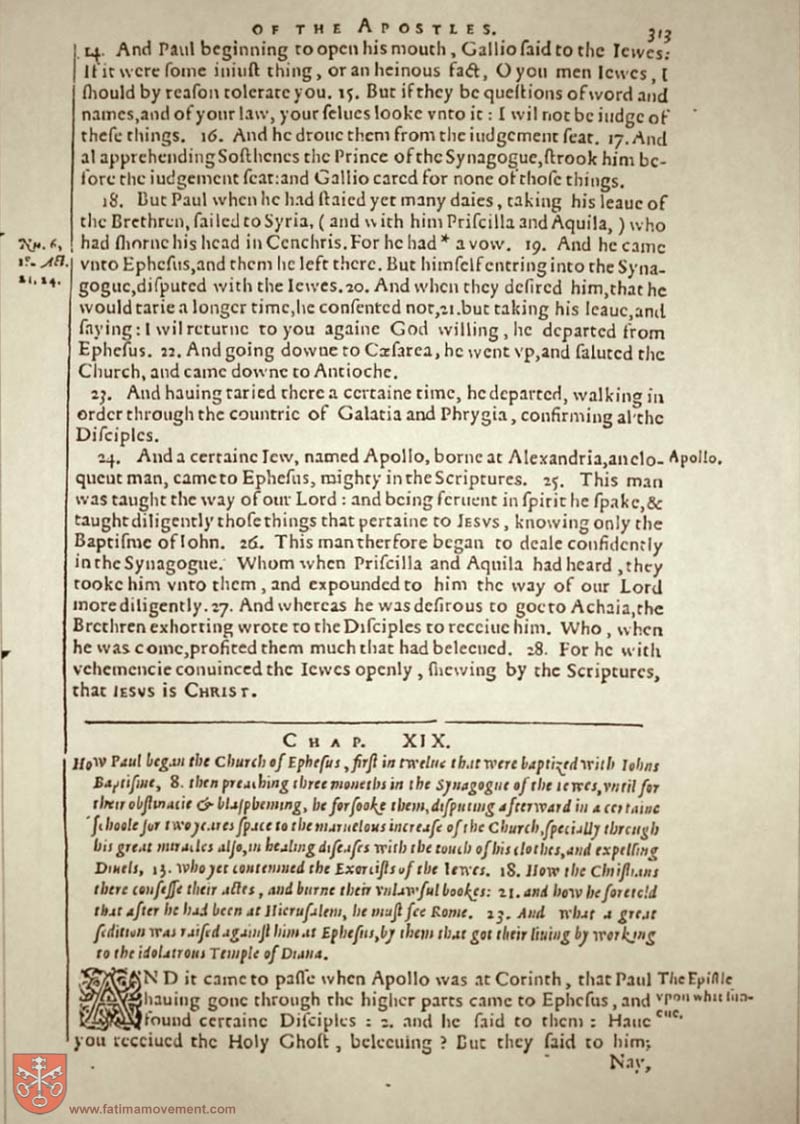 OF THE APOSTLES. 313
14. And Paul beginning to open his mouth, Gallio ſaid to the Iewes:
If it were ſome iniuſt thing, or an heinous fact, O you men Iewes, I
ſhould by reaſon tolerate you. 15. But if they be queſtions of word and
names, and of your law, your ſelues looke vnto it: I wil not be iudge of
theſe things. 16. And he droue them from the iudgement ſeat. 17. And
al apprehending Soſthenes the Prince of the Synagogue, ſtrook him be-
fore the iudgement ſeat: and Gallio cared for none of thoſe things.
18. But Paul when he had ſtaied yet many daies, taking his leaue of
the Brethren, ſailed to Syria, (and with him Priſcilla and Aquila,) who
had ſhorne his head in Cenchris. For he had * a vow. 19. And he came
Nu. 6,
18. Act.
21, 24.
vnto Epheſus, and them he left there. But himſelf entring into the Syna-
gogue, diſputed with the Iewes. 20. And when they deſired him, that he
would tarie a longer time, he conſented not, 21. but taking his leaue, and
ſaying: I wil returne to you againe God willing, he departed from
Epheſus. 22. And going downe to Cæſarea, he went vp, and ſaluted the
Church, and came downe to Antioche.
23. And hauing taried there a certaine time, he departed, walking in
order through the countrie of Galatia and Phrygia, confirming al the
Diſciples.
24. And a certaine Iew, named Apollo, borne at Alexandria, an elo-
Apollo.
quent man, came to Epheſus, mighty in the Scriptures. 25. This man
was taught the way of our Lord: and being feruent in ſpirit he ſpake, &
taught diligently thoſe things that pertaine to IESVS, knowing only the
Baptiſme of Iohn. 26. This man therfore began to deale confidently
in the Synagogue. Whom when Priſcilla and Aquila had heard, they
tooke him vnto them, and expounded to him the way of our Lord
more diligently. 27. And whereas he was deſirous to goe to Achaia, the
Brethren exhorting wrote to the Diſciples to receiue him. Who, when
he was come, profited them much that had beleeued. 28. For he with
vehemencie conuinced the Iewes openly, ſhewing by the Scriptures,
that IESVS is CHRIST.
CHAP. XIX.
How Paul began the Church of Epheſus, firſt in twelue that were baptized with Iohns
Baptiſme, 8. then preaching three moneths in the Synagogue of the Iewes, vntil for
their obſtinacie & blaſpheming, he forſooke them, diſputing afterward in a certaine
ſchoole for two yeares ſpace to the maruelous increaſe of the Church, ſpecially through
his great miracles alſo, in healing diſeaſes with the touch of his clothes, and expelling
Diuels, 13. who yet contemned the Exorciſts of the Iewes. 18. How the Chriſtians
there confeſſe their actes, and burne their vnlawful bookes: 21. and how he foretold
that after he had been at Hieruſalem, he muſt ſee Rome. 23. And what a great
ſedition was raiſed againſt him at Epheſus, by them that got their liuing by working
to the idolatrous Temple of Diana.
AND it came to paſſe when Apollo was at Corinth, that Paul
The Epiſtle
hauing gone through the higher parts came to Epheſus, and
vpon whitſun-
found certaine Diſciples: 2. and he ſaid to them: Haue
eue.
you receiued the Holy Ghoſt, beleeuing? But they ſaid to him;
Nay,
www.fatimamovement.com